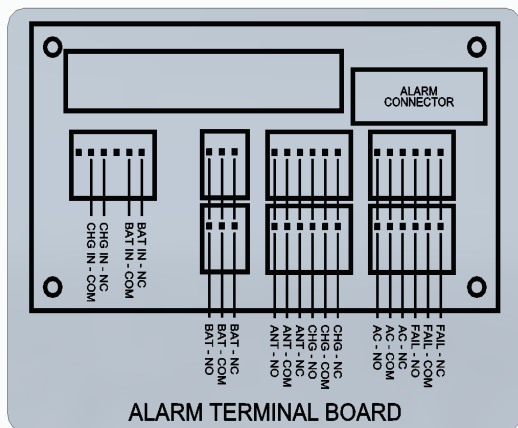 ALARM
CONNECTOR
CHG IN - COM
CHG IN - NC
BAT IN - COM
BAT IN - NC
BAT - NO
BAT - COM
BAT - NC
ANT - NO
ANT - COM
ANT - NC
CHG - NO
CHG - COM
CHG - NC
AC - NO
AC - COM
AC - NC
FAIL - NO
FAIL - COM
FAIL - NC
ALARM TERMINAL BOARD